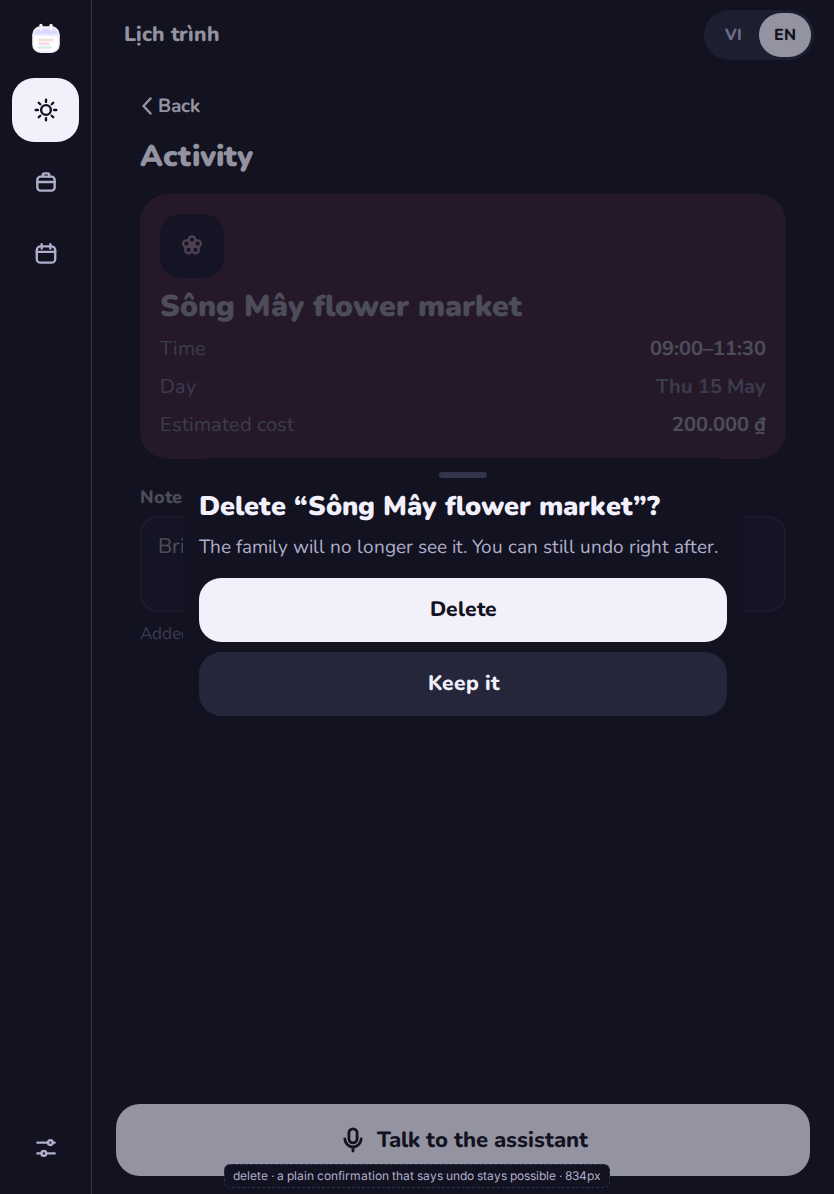 Lịch trình
VI EN
Back
Activity
Sông Mây flower market
Time 09:00–11:30
Day Thu 15 May
Estimated cost 200.000 ₫
Note
Delete “Sông Mây flower market”?
The family will no longer see it. You can still undo right after.
Delete
Keep it
Talk to the assistant
delete · a plain confirmation that says undo stays possible · 834px